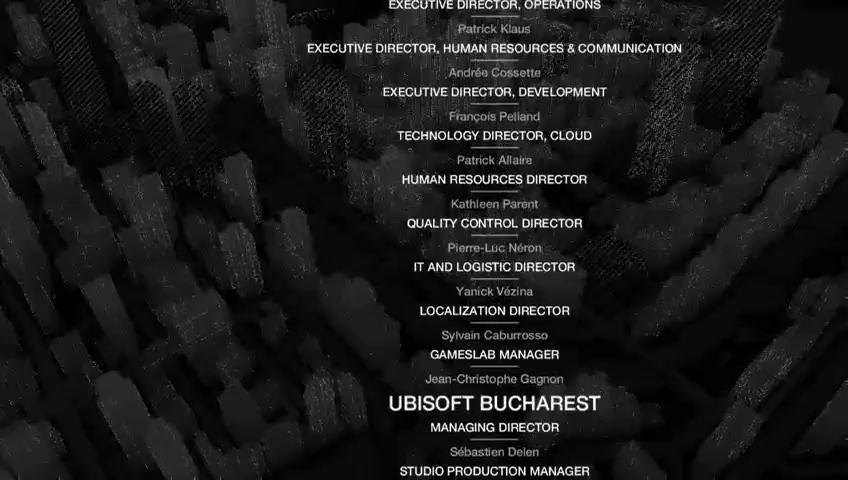 EXECUTIVE DIRECTOR, OPERATIONS
Patrick Klaus
EXECUTIVE DIRECTOR, HUMAN RESOURCES & COMMUNICATION
Andrée Cossette
EXECUTIVE DIRECTOR, DEVELOPMENT
François Pelland
TECHNOLOGY DIRECTOR, CLOUD
Patrick Allaire
HUMAN RESOURCES DIRECTOR
Kathleen Parent
QUALITY CONTROL DIRECTOR
Pierre-Luc Néron
IT AND LOGISTIC DIRECTOR
Yanick Vézina
LOCALIZATION DIRECTOR
Sylvain Caburrosso
GAMESLAB MANAGER
Jean-Christophe Gagnon
UBISOFT BUCHAREST
MANAGING DIRECTOR
Sébastien Delen
STUDIO PRODUCTION MANAGER